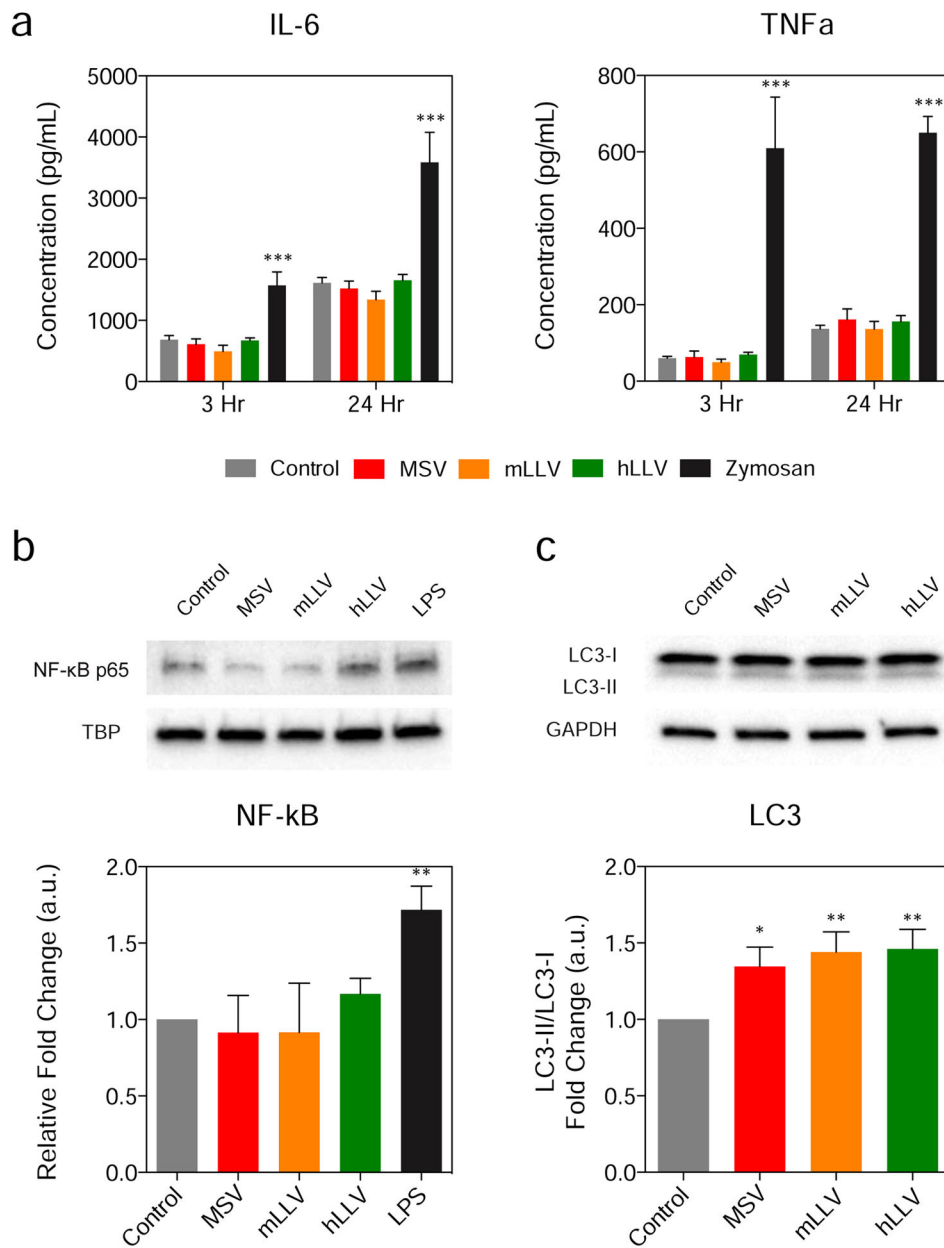 a
IL-6
TNFa
Concentration (pg/mL)
5000
4000
3000
2000
1000
0
***
***
3 Hr
24 Hr
Concentration (pg/mL)
800
600
400
200
0
***
***
3 Hr
24 Hr
Control
MSV
mLLV
hLLV
Zymosan
b
Control
MSV
mLLV
hLLV
LPS
NF-κB p65
TBP
NF-kB
Relative Fold Change (a.u.)
2.0
1.5
1.0
0.5
0.0
**
Control
MSV
mLLV
hLLV
LPS
c
Control
MSV
mLLV
hLLV
LC3-I
LC3-II
GAPDH
LC3
LC3-II/LC3-I
Fold Change (a.u.)
2.0
1.5
1.0
0.5
0.0
*
**
**
Control
MSV
mLLV
hLLV